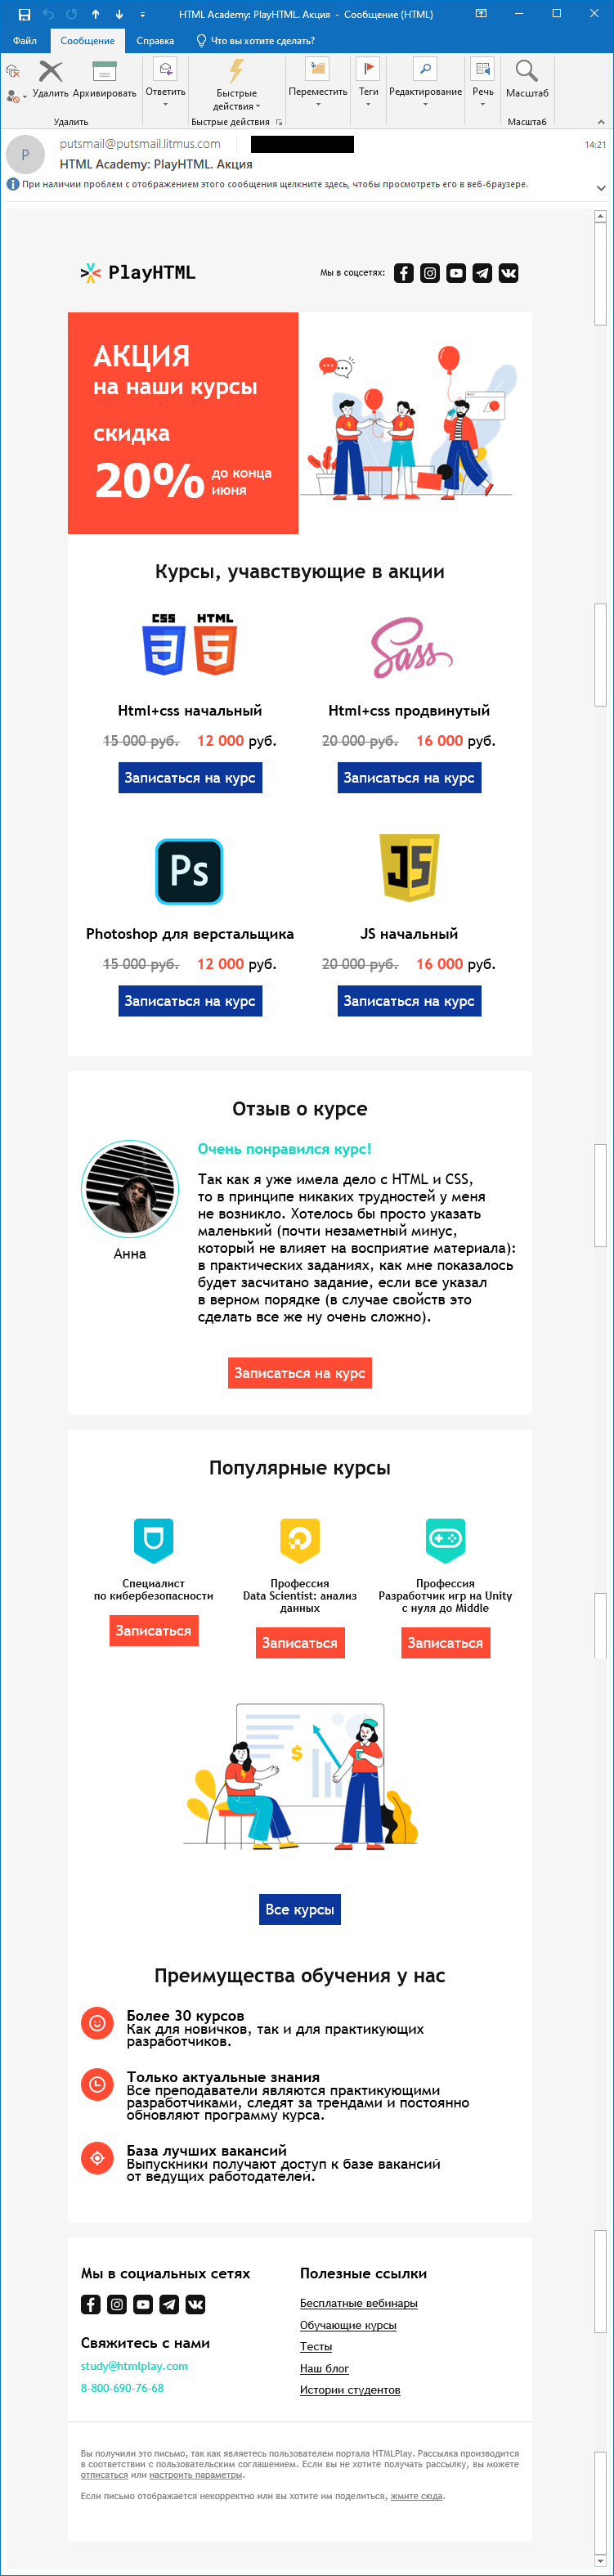 HTML Academy: PlayHTML. Акция - Сообщение (HTML)
Файл Сообщение Справка Что вы хотите сделать?
Удалить Архивировать Ответить Быстрые действия Переместить Теги Редактирование Речь Масштаб
Удалить Быстрые действия Масштаб
P
putsmail@putsmail.litmus.com 14:21
HTML Academy: PlayHTML. Акция
При наличии проблем с отображением этого сообщения щелкните здесь, чтобы просмотреть его в веб-браузере.
PlayHTML Мы в соцсетях:
АКЦИЯ
на наши курсы
скидка
20% до конца
июня
Курсы, учавствующие в акции
CSS HTML Sass
Html+css начальный Html+css продвинутый
15 000 руб. 12 000 руб. 20 000 руб. 16 000 руб.
Записаться на курс Записаться на курс
Ps JS
Photoshop для верстальщика JS начальный
15 000 руб. 12 000 руб. 20 000 руб. 16 000 руб.
Записаться на курс Записаться на курс
Отзыв о курсе
Очень понравился курс!
Так как я уже имела дело с HTML и CSS,
то в принципе никаких трудностей у меня
не возникло. Хотелось бы просто указать
маленький (почти незаметный минус,
который не влияет на восприятие материала):
в практических заданиях, как мне показалось
будет засчитано задание, если все указал
в верном порядке (в случае свойств это
сделать все же ну очень сложно).
Анна
Записаться на курс
Популярные курсы
Специалист
по кибербезопасности
Записаться
Профессия
Data Scientist: анализ
данных
Записаться
Профессия
Разработчик игр на Unity
с нуля до Middle
Записаться
$
Все курсы
Преимущества обучения у нас
Более 30 курсов
Как для новичков, так и для практикующих
разработчиков.
Только актуальные знания
Все преподаватели являются практикующими
разработчиками, следят за трендами и постоянно
обновляют программу курса.
База лучших вакансий
Выпускники получают доступ к базе вакансий
от ведущих работодателей.
Мы в социальных сетях
Свяжитесь с нами
study@htmlplay.com
8-800-690-76-68
Полезные ссылки
Бесплатные вебинары
Обучающие курсы
Тесты
Наш блог
Истории студентов
Вы получили это письмо, так как являетесь пользователем портала HTMLPlay. Рассылка производится
в соответствии с пользовательским соглашением. Если вы не хотите получать рассылку, вы можете
отписаться или настроить параметры.
Если письмо отображается некорректно или вы хотите им поделиться, жмите сюда.